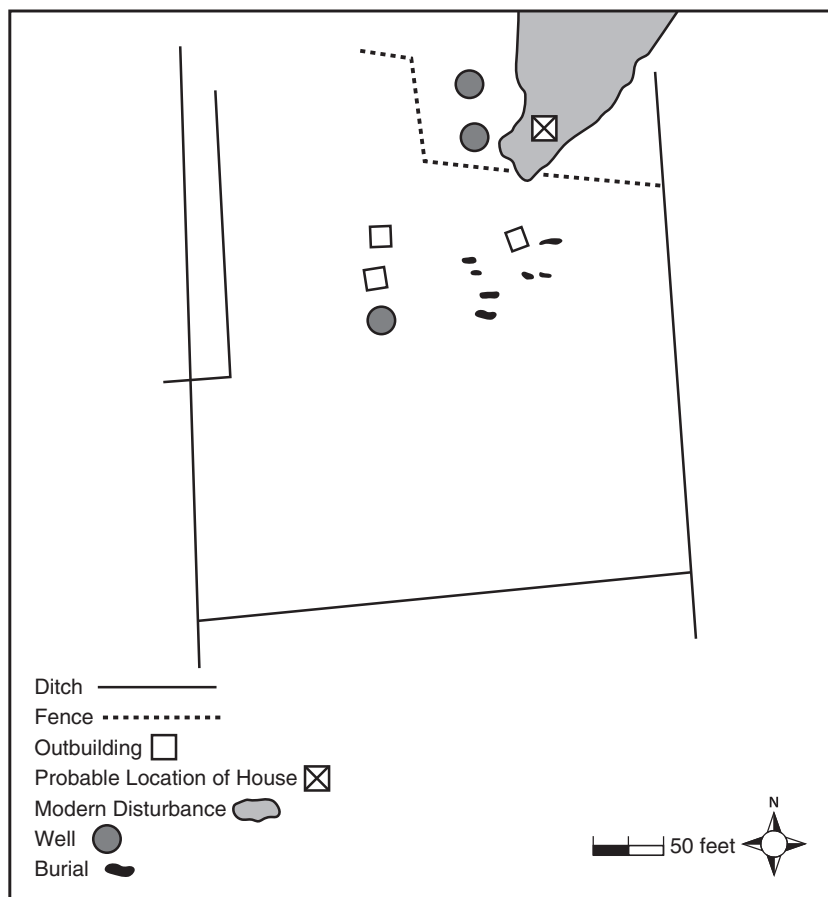 Ditch
Fence
Outbuilding
Probable Location of House
Modern Disturbance
Well
Burial
50 feet
N